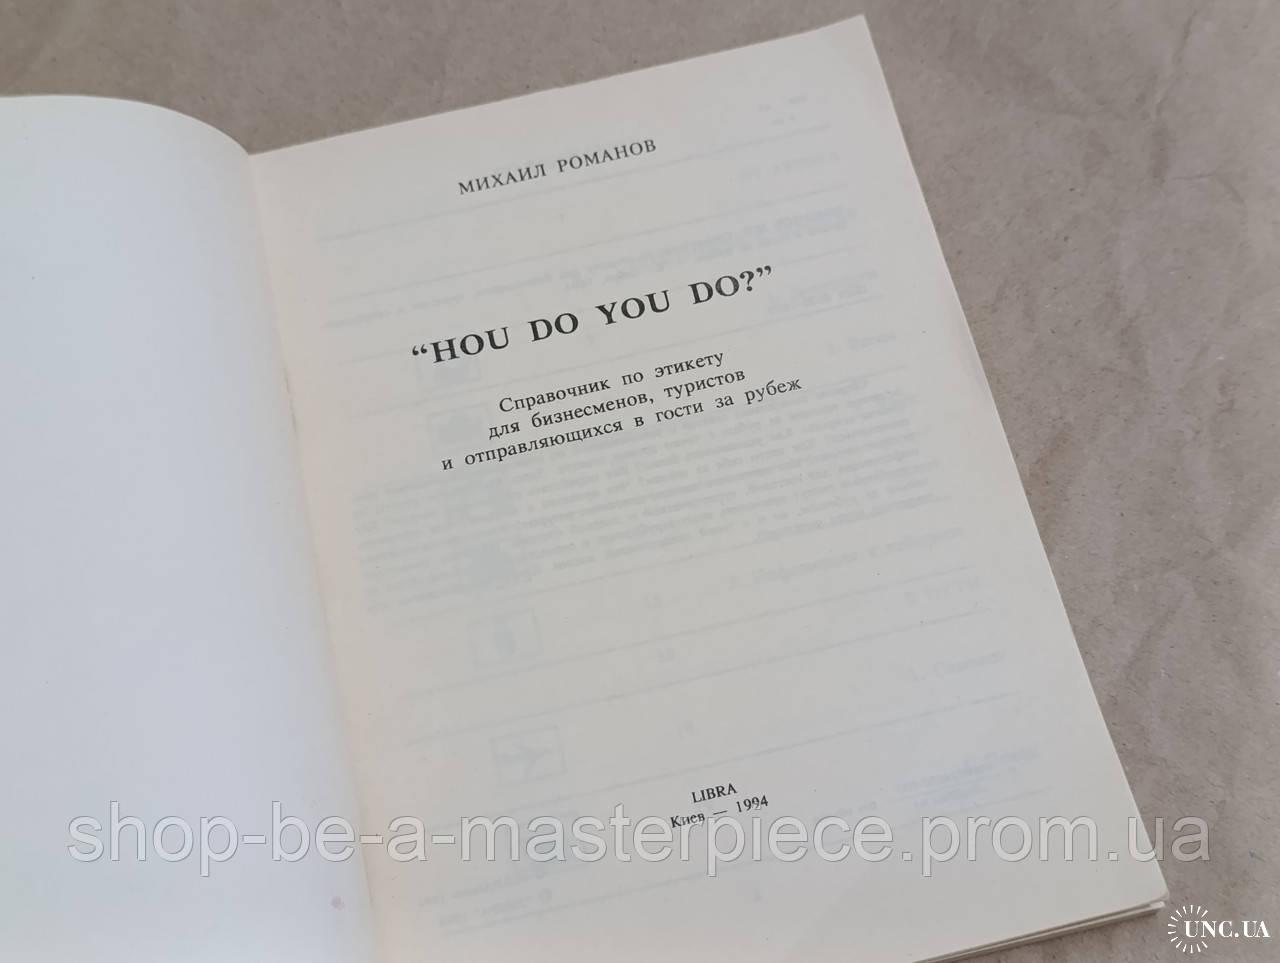 МИХАИЛ РОМАНОВ
“HOU DO YOU DO?”
Справочник по этикету
для бизнесменов, туристов
и отправляющихся в гости за рубеж
LIBRA
Киев — 1994
shop-be-a-masterpiece.prom.ua
UNC.UA